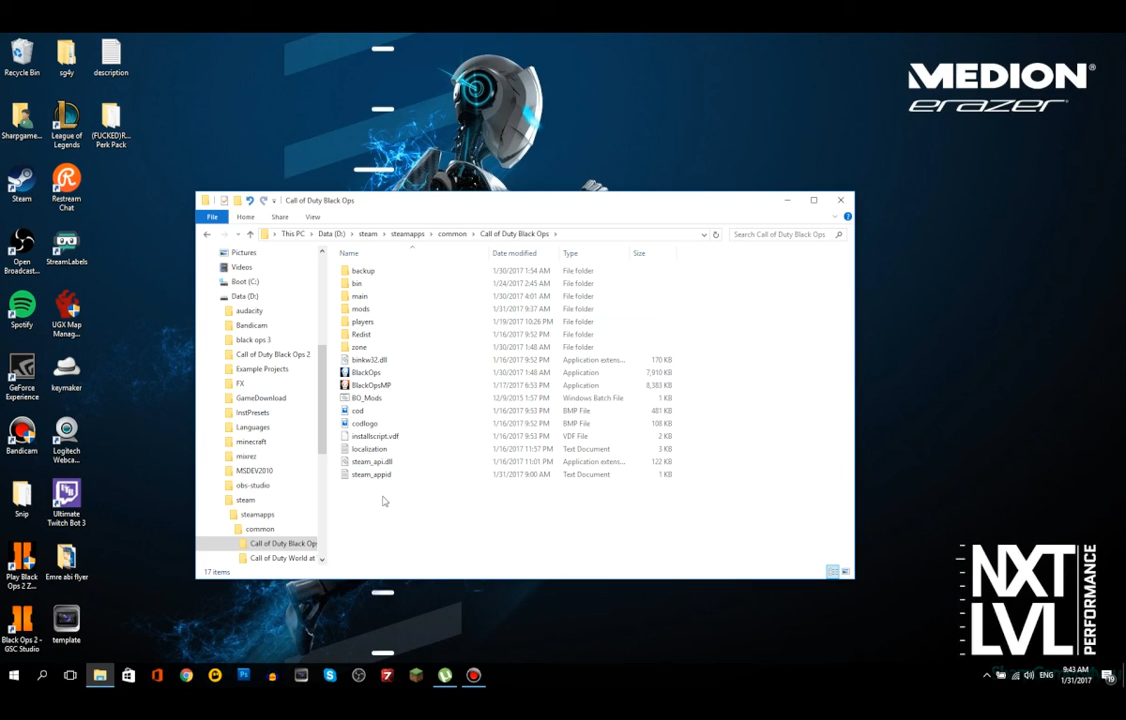 Recycle Bin
sg4y
description
Sharpgame...
League of Legends
(FUCKED)R... Perk Pack
Steam
Restream Chat
Open Broadcast...
StreamLabels
Spotify
UGX Map Manag...
GeForce Experience
keymaker
Bandicam
Logitech Webca...
Snip
Ultimate Twitch Bot 3
Play Black Ops 2 Z...
Emre abi flyer
Black Ops 2 - GSC Studio
template
MEDION®
erazer
NXT
LVL
PERFORMANCE
Call of Duty Black Ops
File Home Share View
This PC > Data (D:) > steam > steamapps > common > Call of Duty Black Ops >
Search Call of Duty Black Ops
Pictures
Videos
Boot (C:)
Data (D:)
audacity
Bandicam
black ops 3
Call of Duty Black Ops 2
Example Projects
FX
GameDownload
InstPresets
Languages
minecraft
mixrez
MSDEV2010
obs-studio
steam
steamapps
common
Call of Duty Black Ops
Call of Duty World at
Name Date modified Type Size
backup 1/30/2017 1:54 AM File folder
bin 1/24/2017 2:45 AM File folder
main 1/30/2017 4:01 AM File folder
mods 1/31/2017 9:37 AM File folder
players 1/19/2017 10:26 PM File folder
Redist 1/16/2017 9:52 PM File folder
zone 1/30/2017 1:48 AM File folder
binkw32.dll 1/16/2017 9:52 PM Application extens... 170 KB
BlackOps 1/30/2017 1:48 AM Application 7,910 KB
BlackOpsMP 1/17/2017 6:53 PM Application 8,383 KB
BO_Mods 12/9/2015 1:57 PM Windows Batch File 1 KB
cod 1/16/2017 9:53 PM BMP File 481 KB
codlogo 1/16/2017 9:52 PM BMP File 108 KB
installscript.vdf 1/16/2017 9:53 PM VDF File 2 KB
localization 1/16/2017 11:57 PM Text Document 3 KB
steam_api.dll 1/16/2017 11:01 PM Application extens... 122 KB
steam_appid 1/31/2017 9:00 AM Text Document 1 KB
17 items
ENG
9:43 AM
1/31/2017
19